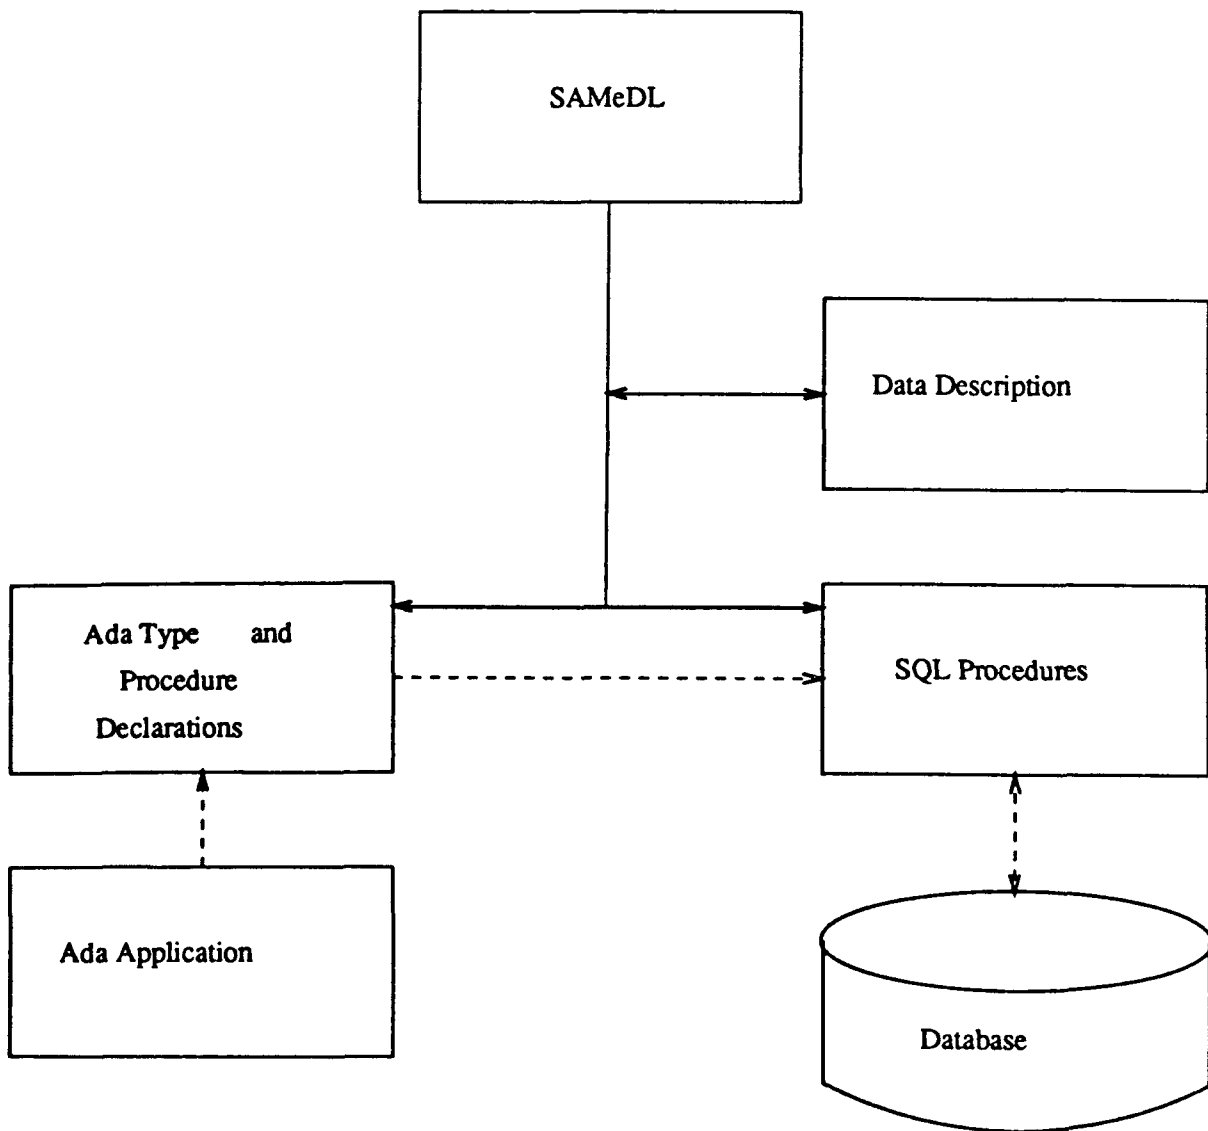 SAMeDL
Data Description
Ada Type and
Procedure
Declarations
SQL Procedures
Ada Application
Database